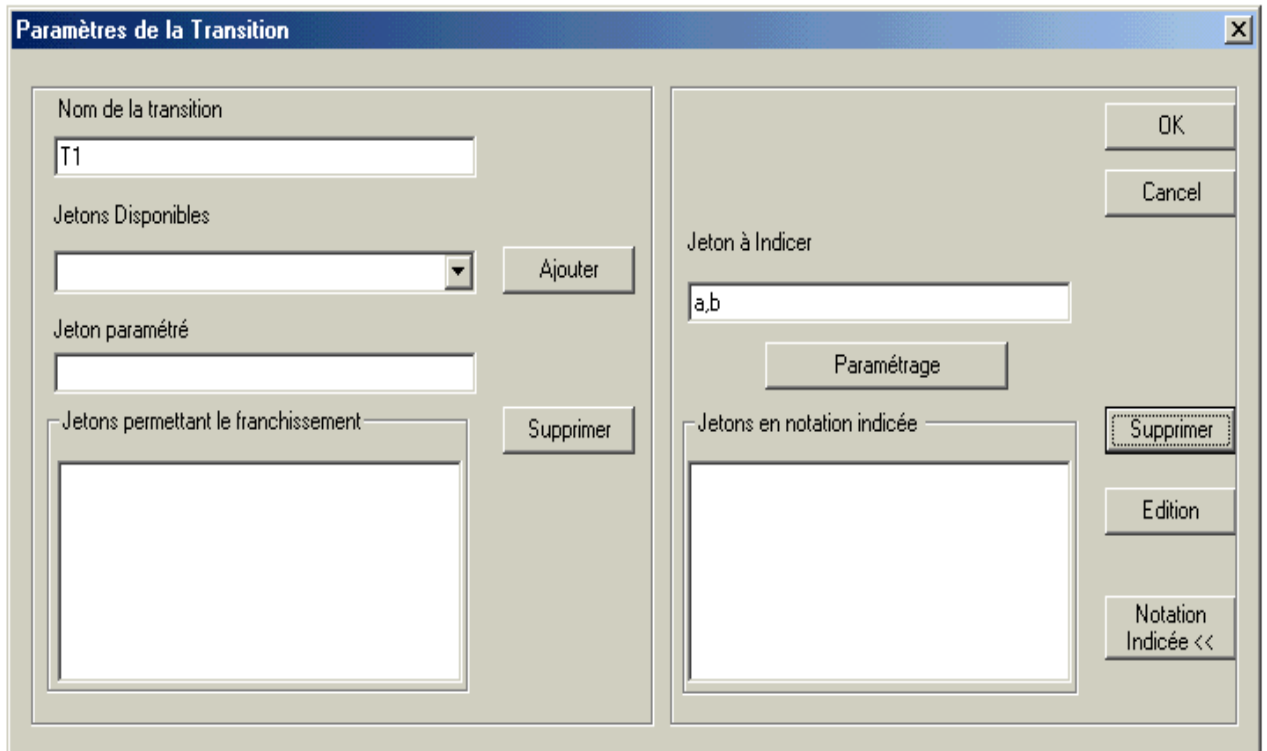 Paramètres de la Transition
Nom de la transition
T1
Jetons Disponibles
Ajouter
Jeton paramétré
Jetons permettant le franchissement
Supprimer
OK
Cancel
Jeton à Indicer
a,b
Paramétrage
Jetons en notation indicée
Supprimer
Edition
Notation
Indicée <<